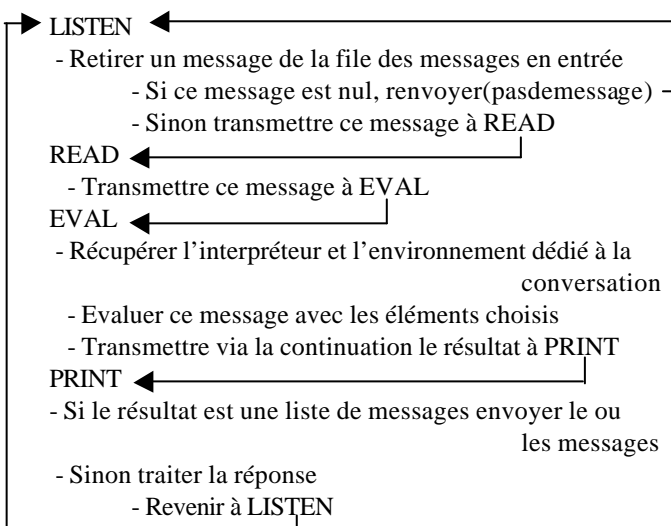 LISTEN
- Retirer un message de la file des messages en entrée
- Si ce message est nul, renvoyer(pasdemessage)
- Sinon transmettre ce message à READ
READ
- Transmettre ce message à EVAL
EVAL
- Récupérer l’interpréteur et l’environnement dédié à la
conversation
- Evaluer ce message avec les éléments choisis
- Transmettre via la continuation le résultat à PRINT
PRINT
- Si le résultat est une liste de messages envoyer le ou
les messages
- Sinon traiter la réponse
- Revenir à LISTEN